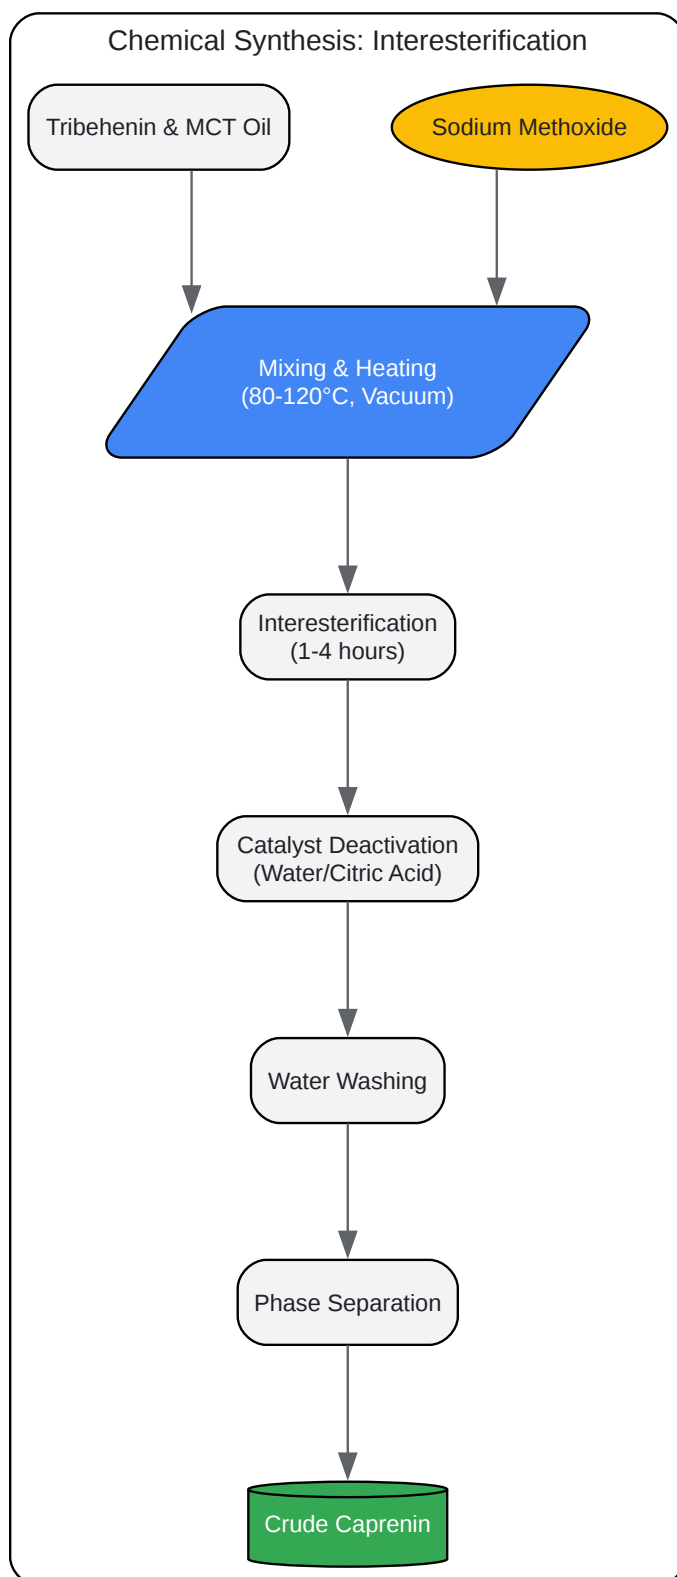 Chemical Synthesis: Interesterification
Tribehenin & MCT Oil
Sodium Methoxide
Mixing & Heating
(80-120°C, Vacuum)
Interesterification
(1-4 hours)
Catalyst Deactivation
(Water/Citric Acid)
Water Washing
Phase Separation
Crude Caprenin